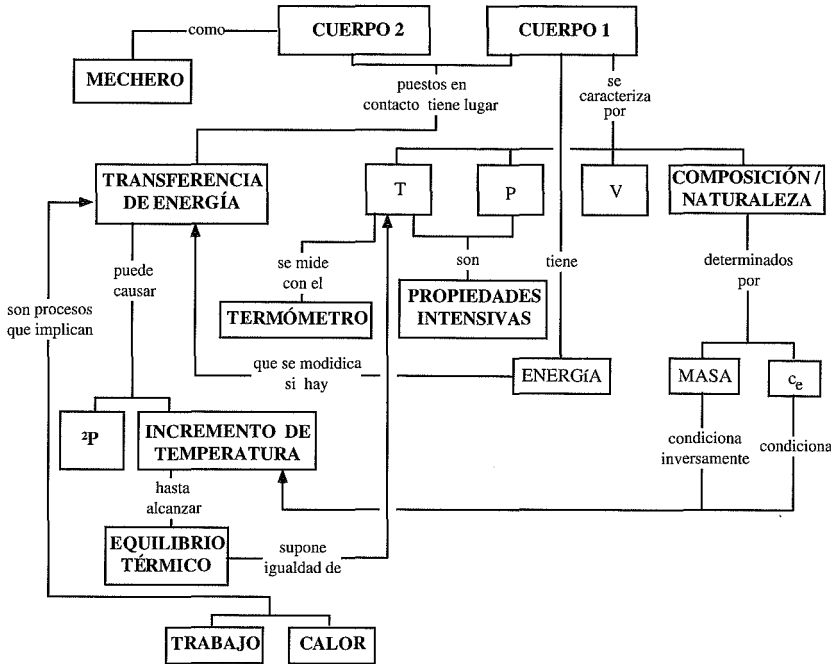 como
CUERPO 2
CUERPO 1
MECHERO
puestos en
contacto tiene lugar
se
caracteriza
por
TRANSFERENCIA
DE ENERGÍA
T
P
V
COMPOSICIÓN /
NATURALEZA
puede
causar
se mide
con el
son
tiene
determinados
por
son procesos
que implican
TERMÓMETRO
PROPIEDADES
INTENSIVAS
que se modidica
si hay
ENERGÍA
MASA
ce
²P
INCREMENTO DE
TEMPERATURA
condiciona
inversamente
condiciona
hasta
alcanzar
EQUILIBRIO
TÉRMICO
supone
igualdad de
TRABAJO
CALOR